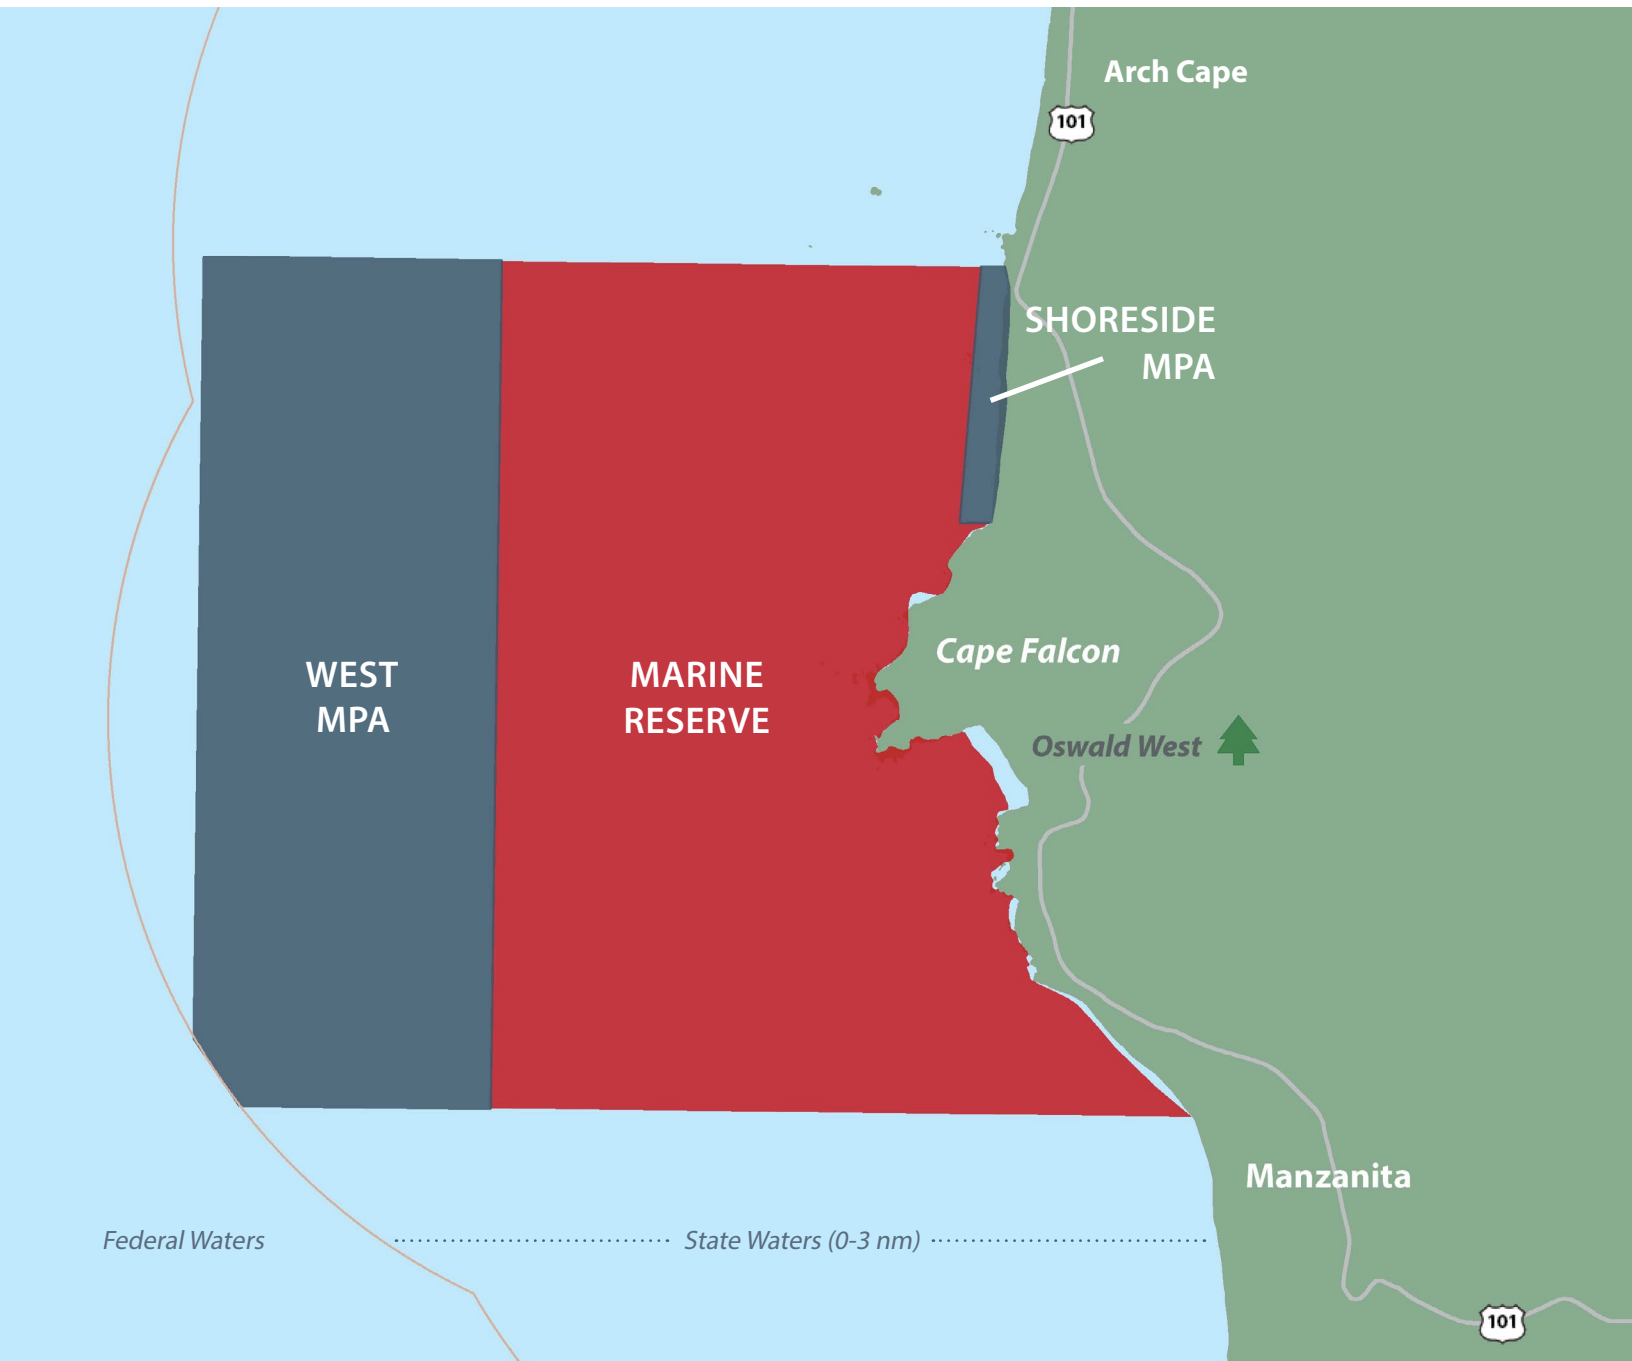 Arch Cape
101
SHORESIDE
MPA
WEST
MPA
MARINE
RESERVE
Cape Falcon
Oswald West
Manzanita
Federal Waters
State Waters (0-3 nm)
101